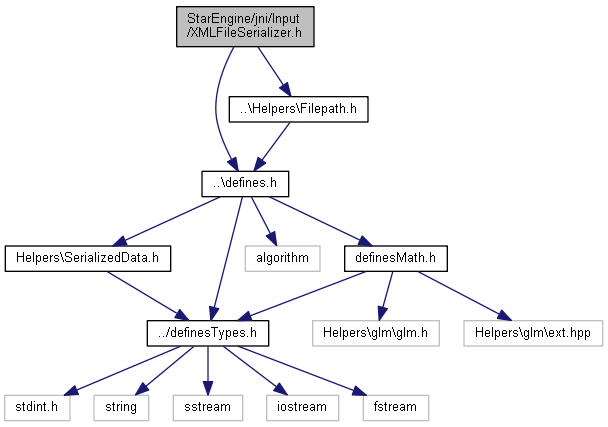 StarEngine/jni/Input
/XMLFileSerializer.h
..\Helpers\Filepath.h
..\defines.h
Helpers\SerializedData.h
algorithm
definesMath.h
../definesTypes.h
Helpers\glm\glm.h
Helpers\glm\ext.hpp
stdint.h
string
sstream
iostream
fstream